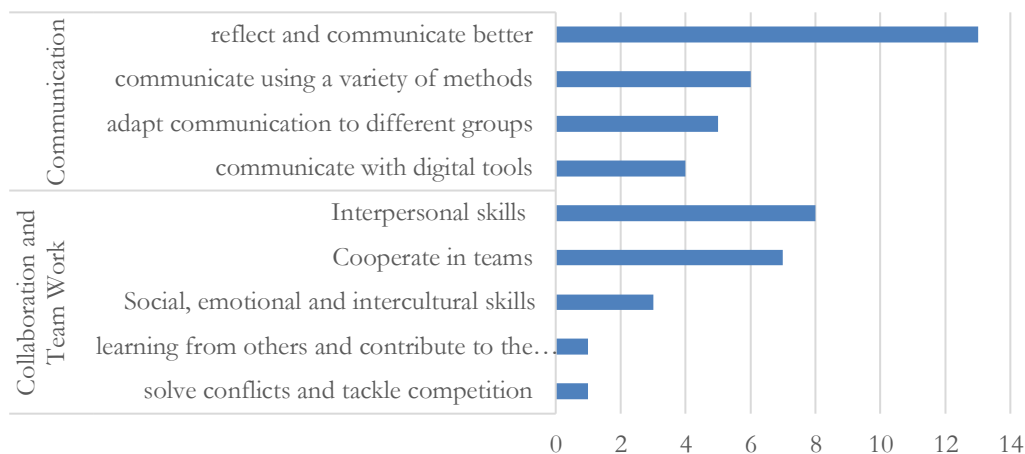 Communication
reflect and communicate better
communicate using a variety of methods
adapt communication to different groups
communicate with digital tools
Collaboration and
Team Work
Interpersonal skills
Cooperate in teams
Social, emotional and intercultural skills
learning from others and contribute to the…
solve conflicts and tackle competition
0 2 4 6 8 10 12 14